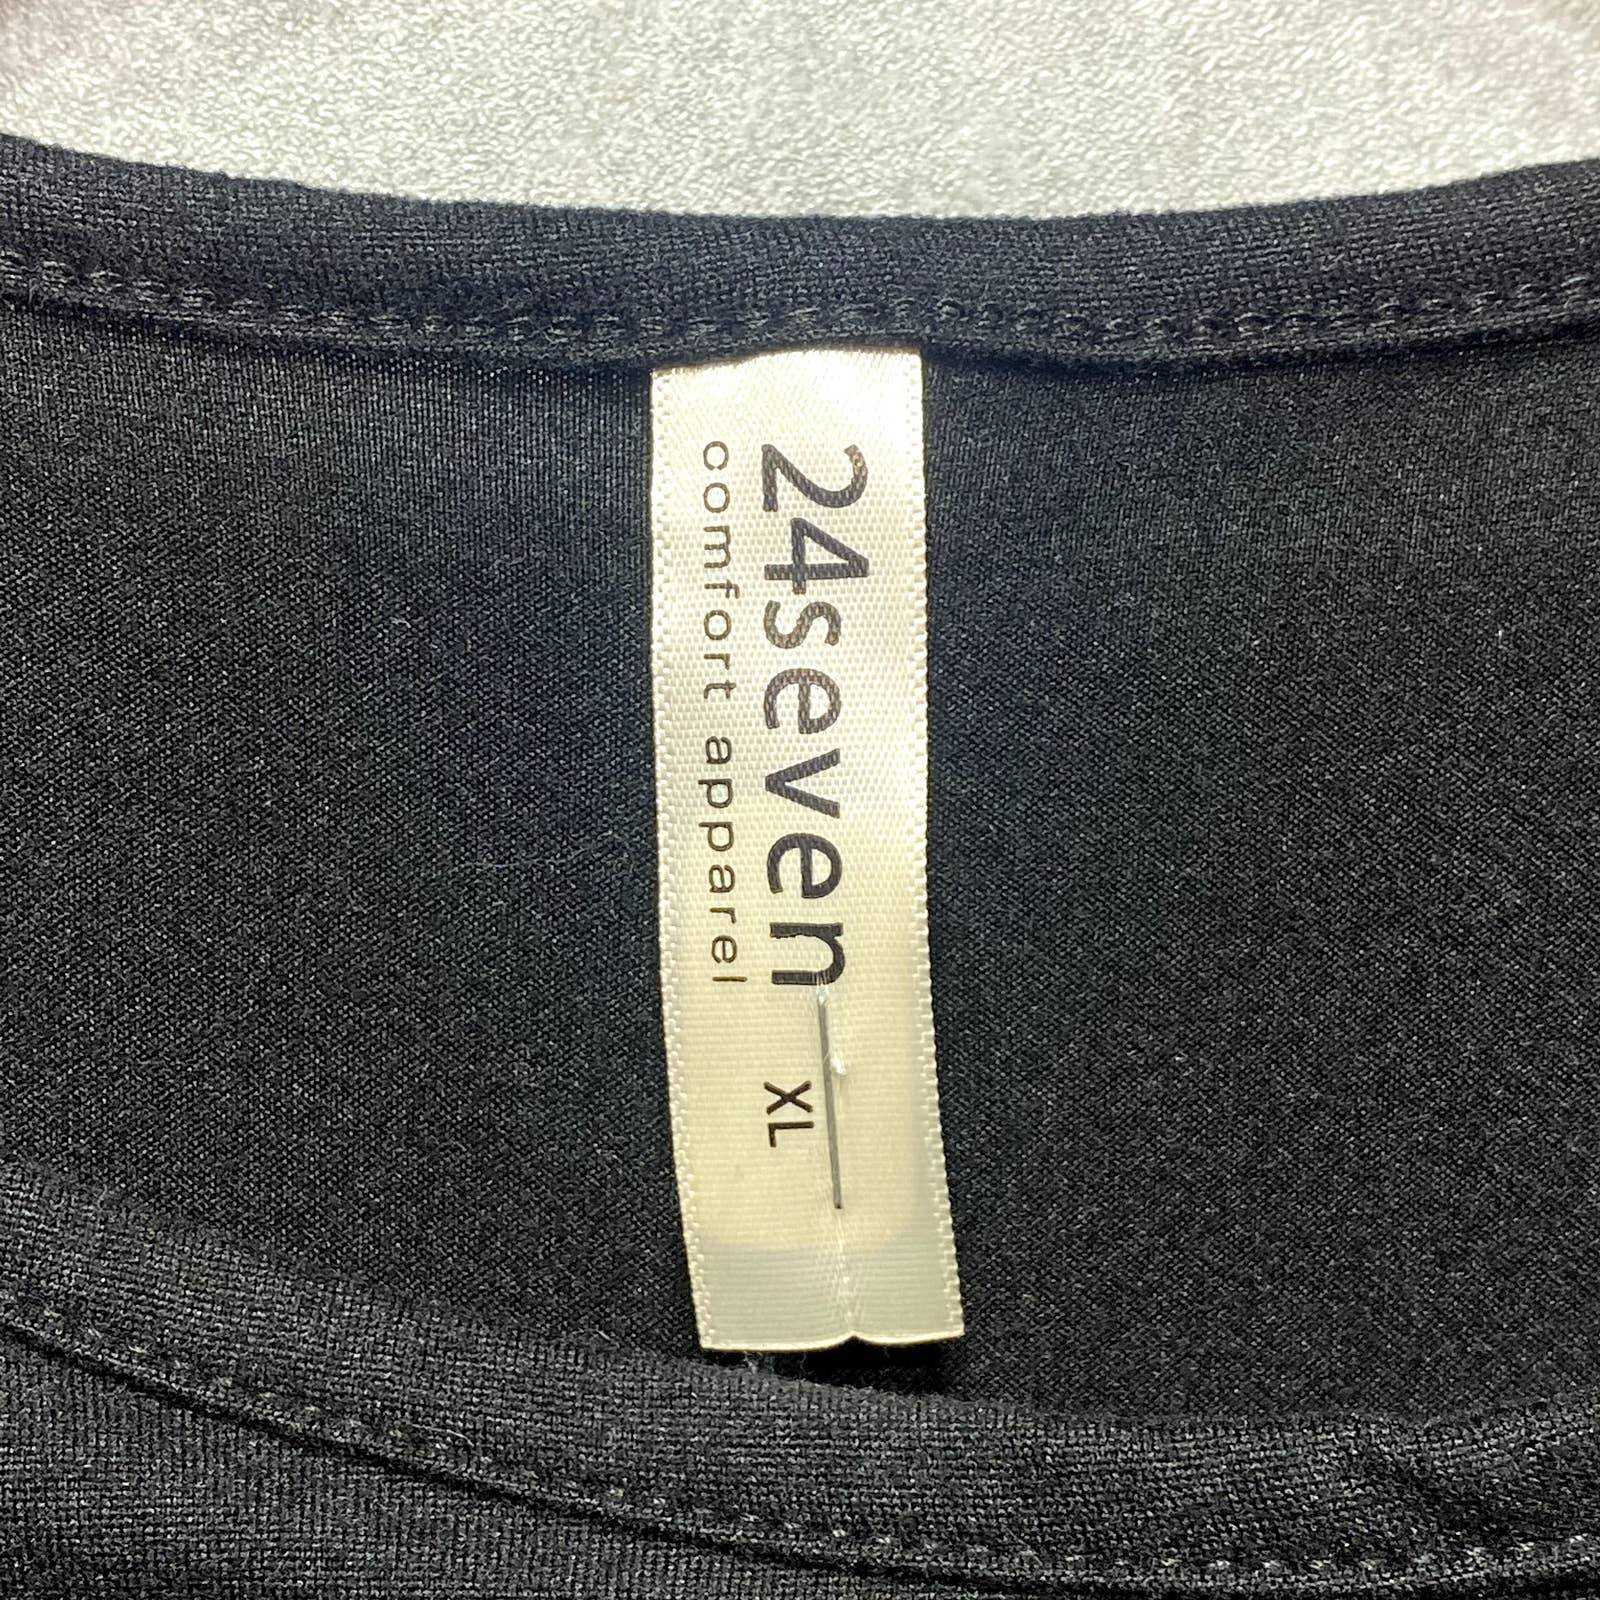 24seven
comfort apparel
XL